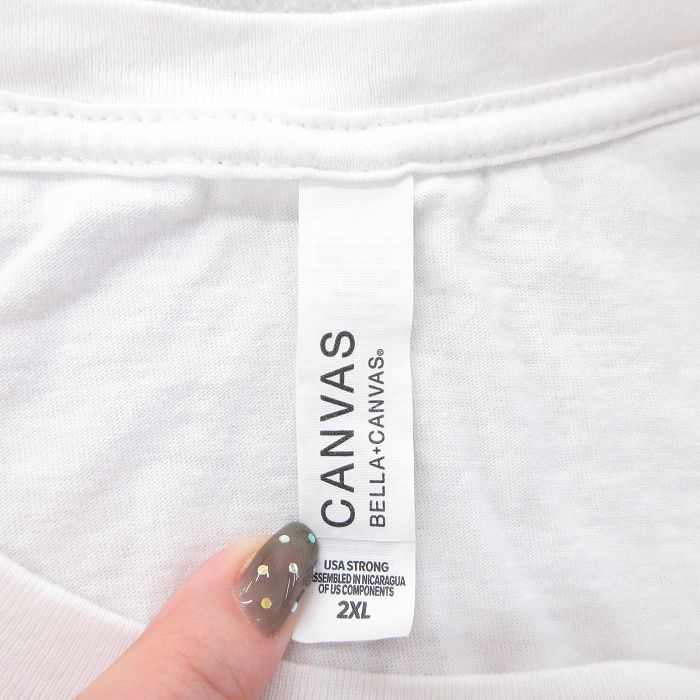 CANVAS
BELLA+CANVAS®
USA STRONG
ASSEMBLED IN NICARAGUA
OF US COMPONENTS
2XL